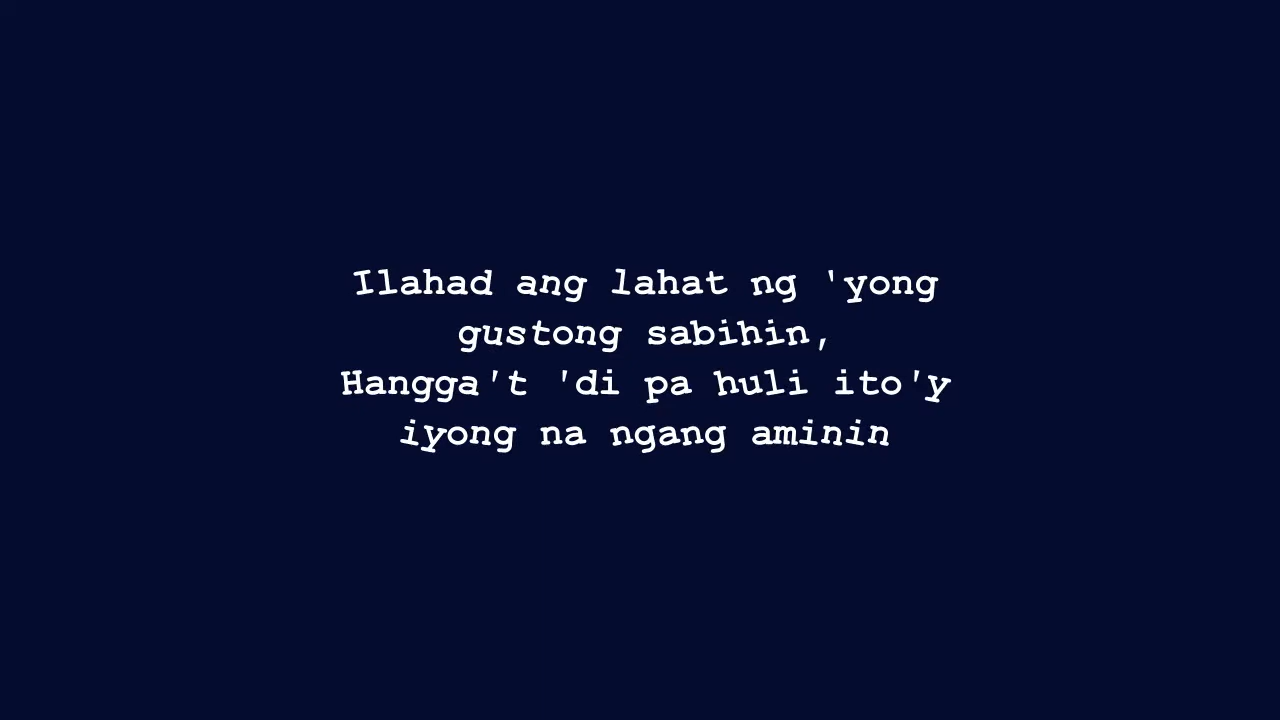 Ilahad ang lahat ng 'yong
gustong sabihin,
Hangga't 'di pa huli ito'y
iyong na ngang aminin